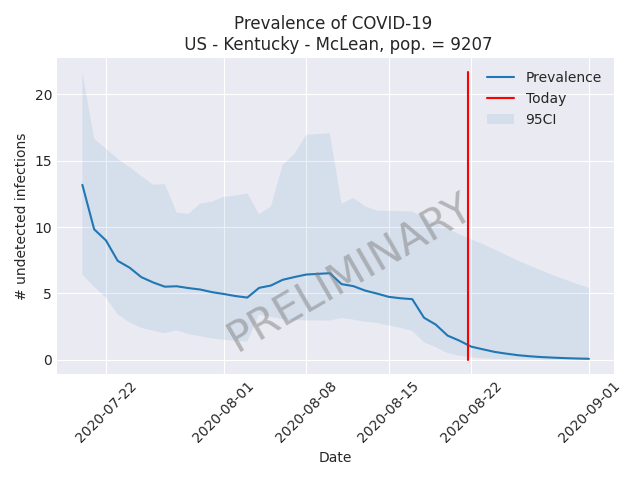 Prevalence of COVID-19
US - Kentucky - McLean, pop. = 9207
Prevalence
Today
95CI
PRELIMINARY
# undetected infections
20
15
10
5
0
2020-07-22
2020-08-01
2020-08-08
2020-08-15
2020-08-22
2020-09-01
Date